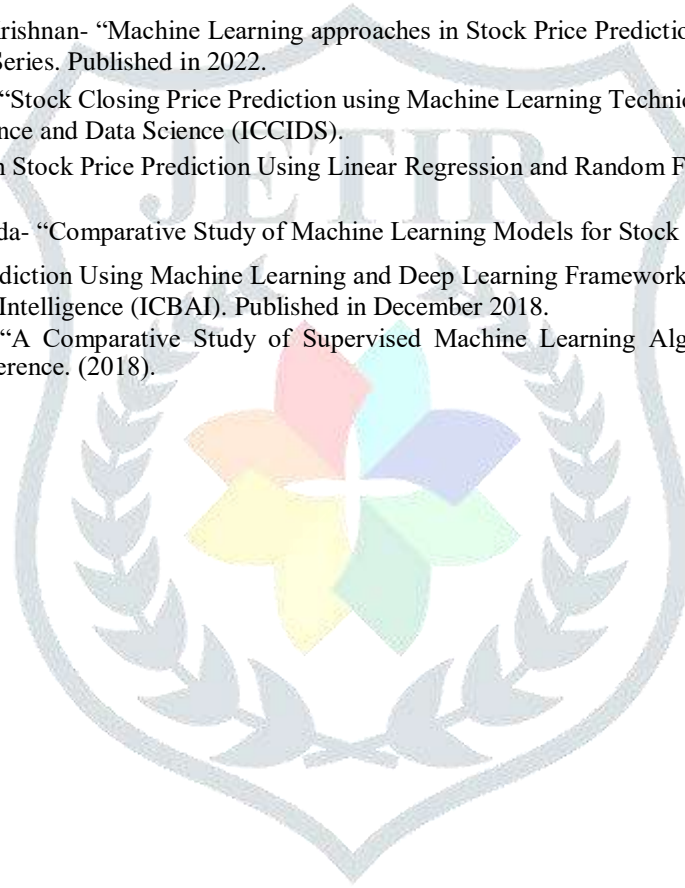 rishnan- “Machine Learning approaches in Stock Price Predictio
Series. Published in 2022.
“Stock Closing Price Prediction using Machine Learning Techni
nce and Data Science (ICCIDS).
n Stock Price Prediction Using Linear Regression and Random F
da- “Comparative Study of Machine Learning Models for Stock
diction Using Machine Learning and Deep Learning Framework
Intelligence (ICBAI). Published in December 2018.
“A Comparative Study of Supervised Machine Learning Alg
erence. (2018).
JETIR